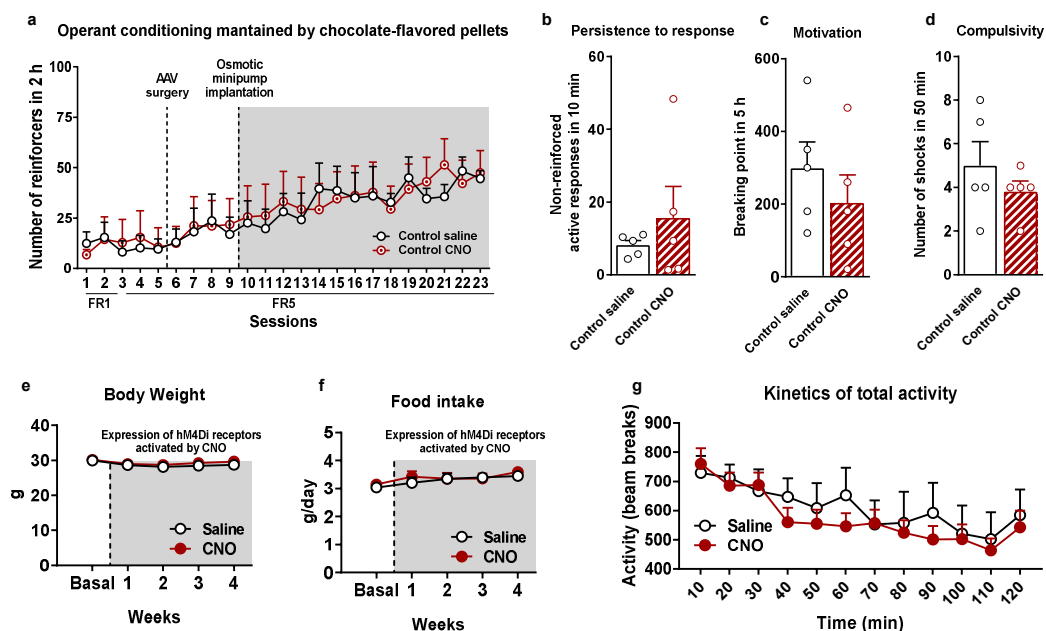 a
Operant conditioning mantained by chocolate-flavored pellets
Number of reinforcers in 2 h
100
75
50
25
0
AAV
surgery
Osmotic
minipump
implantation
Control saline
Control CNO
1 2 3 4 5 6 7 8 9 10 11 12 13 14 15 16 17 18 19 20 21 22 23
FR1
FR5
Sessions
b
Persistence to response
Non-reinforced
active responses in 10 min
60
40
20
0
Control saline
Control CNO
c
Motivation
Breaking point in 5 h
600
400
200
0
Control saline
Control CNO
d
Compulsivity
Number of shocks in 50 min
10
8
6
4
2
0
Control saline
Control CNO
e
Body Weight
g
40
30
20
10
0
Expression of hM4Di receptors
activated by CNO
Saline
CNO
Basal 1 2 3 4
Weeks
f
Food intake
g/day
5
4
3
2
1
0
Expression of hM4Di receptors
activated by CNO
Saline
CNO
Basal 1 2 3 4
Weeks
g
Kinetics of total activity
Activity (beam breaks)
900
800
700
600
500
400
Saline
CNO
10 20 30 40 50 60 70 80 90 100 110 120
Time (min)